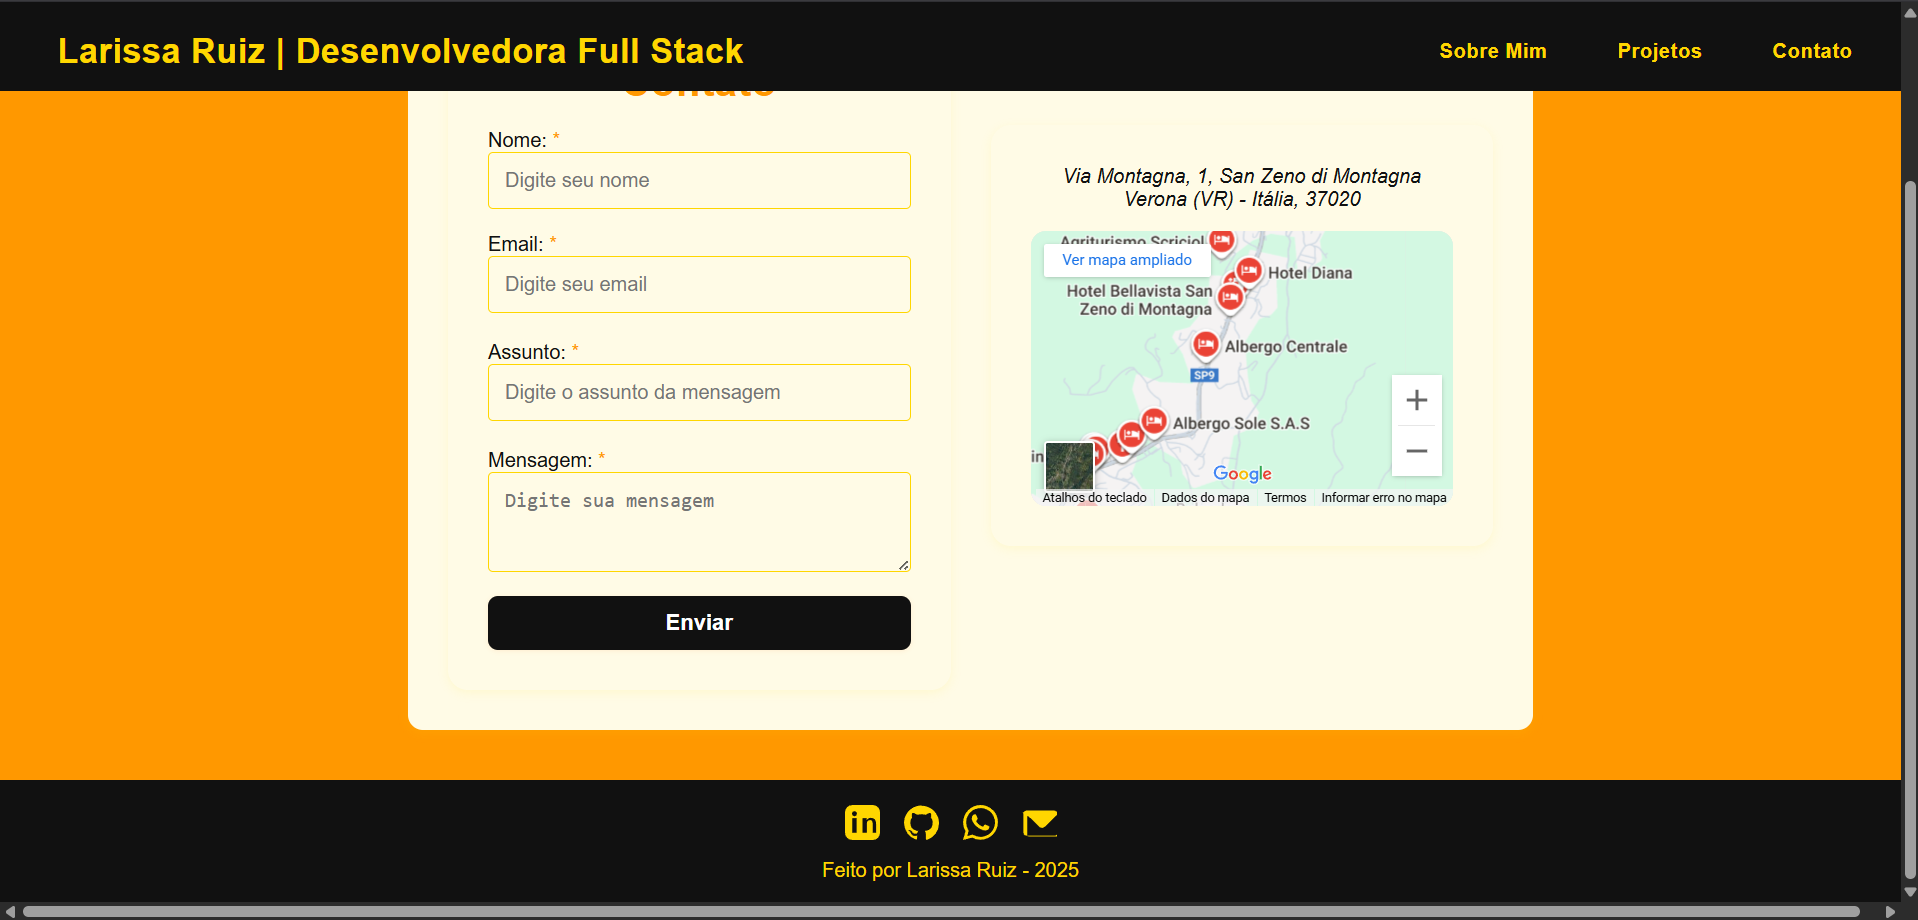 Larissa Ruiz | Desenvolvedora Full Stack
Sobre Mim
Projetos
Contato
Contato
Nome: *
Digite seu nome
Email: *
Digite seu email
Assunto: *
Digite o assunto da mensagem
Mensagem: *
Digite sua mensagem
Enviar
Via Montagna, 1, San Zeno di Montagna
Verona (VR) - Itália, 37020
Agriturismo Scriciol
Ver mapa ampliado
Hotel Diana
Hotel Bellavista San
Zeno di Montagna
Albergo Centrale
SP9
Albergo Sole S.A.S
in
Google
Atalhos do teclado
Dados do mapa
Termos
Informar erro no mapa
in
Feito por Larissa Ruiz - 2025